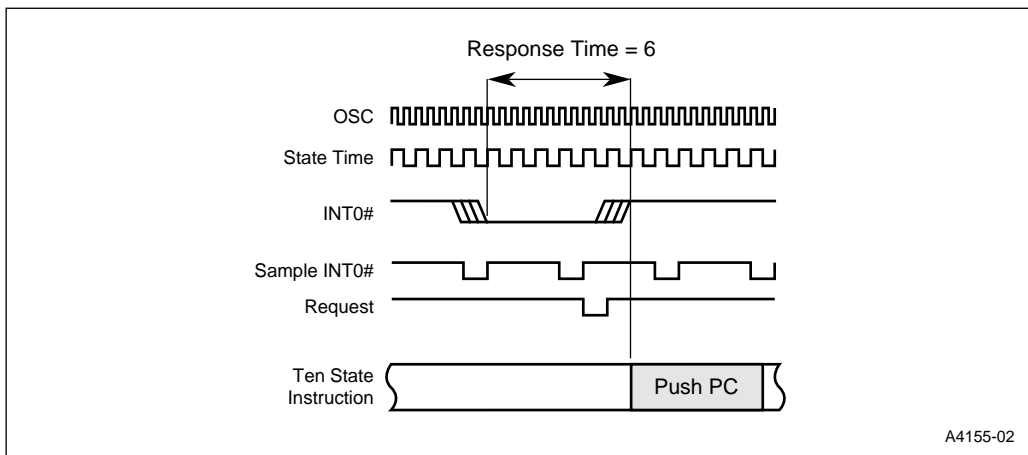 Response Time = 6
OSC
State Time
INT0#
Sample INT0#
Request
Ten State
Instruction
Push PC
A4155-02